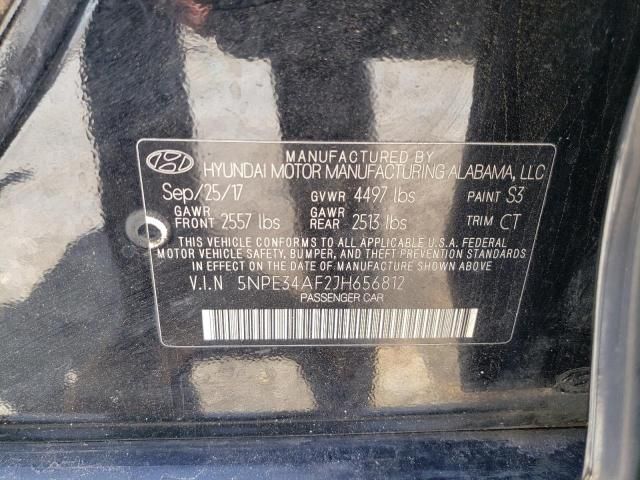 MANUFACTURED BY
HYUNDAI MOTOR MANUFACTURING ALABAMA, LLC
Sep/25/17 GVWR 4497 lbs PAINT S3
GAWR FRONT 2557 lbs GAWR REAR 2513 lbs TRIM CT
THIS VEHICLE CONFORMS TO ALL APPLICABLE U.S.A. FEDERAL
MOTOR VEHICLE SAFETY, BUMPER, AND THEFT PREVENTION STANDARDS
IN EFFECT ON THE DATE OF MANUFACTURE SHOWN ABOVE
V.I.N 5NPE34AF2JH656812
PASSENGER CAR